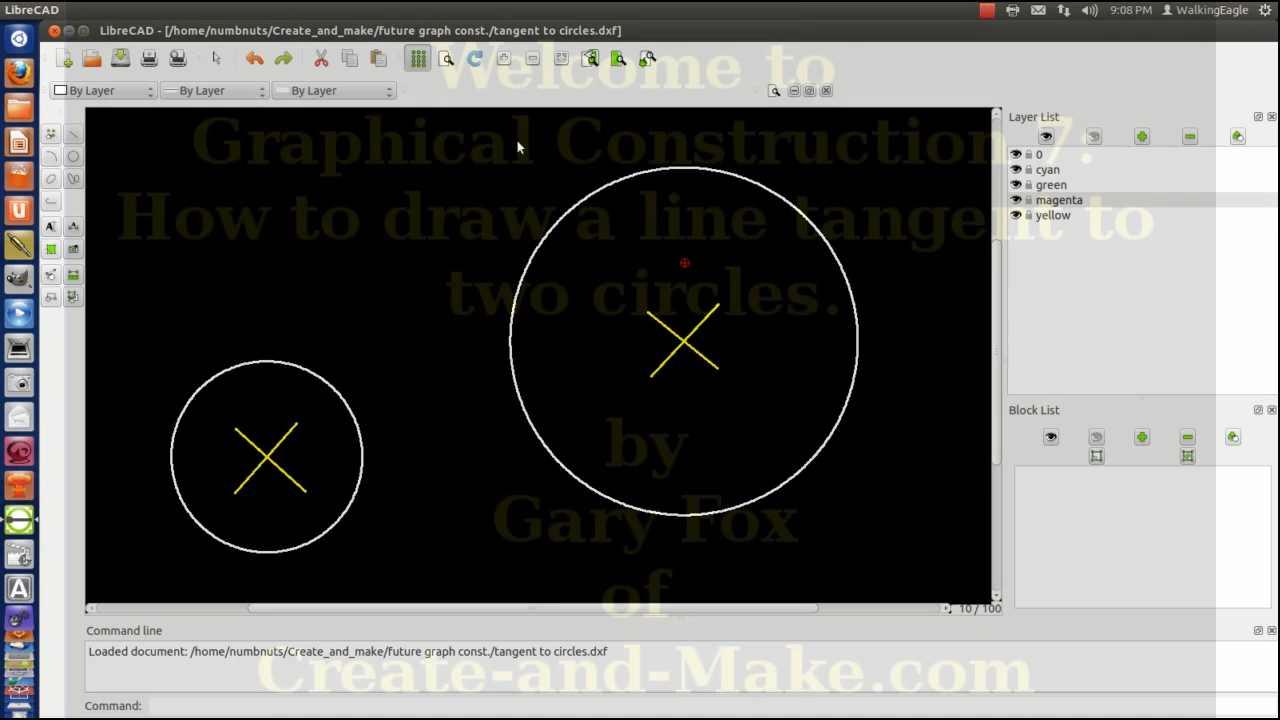 LibreCAD
9:08 PM
WalkingEagle
LibreCAD - [/home/numbnuts/Create_and_make/future graph const./tangent to circles.dxf]
Welcome to
By Layer
By Layer
By Layer
Graphical Construction 7.
How to draw a line tangent to
two circles.
by
Gary Fox
of
Create-and-Make.com
Layer List
0
cyan
green
magenta
yellow
Block List
10 / 100
Command line
Loaded document: /home/numbnuts/Create_and_make/future graph const./tangent to circles.dxf
Command: